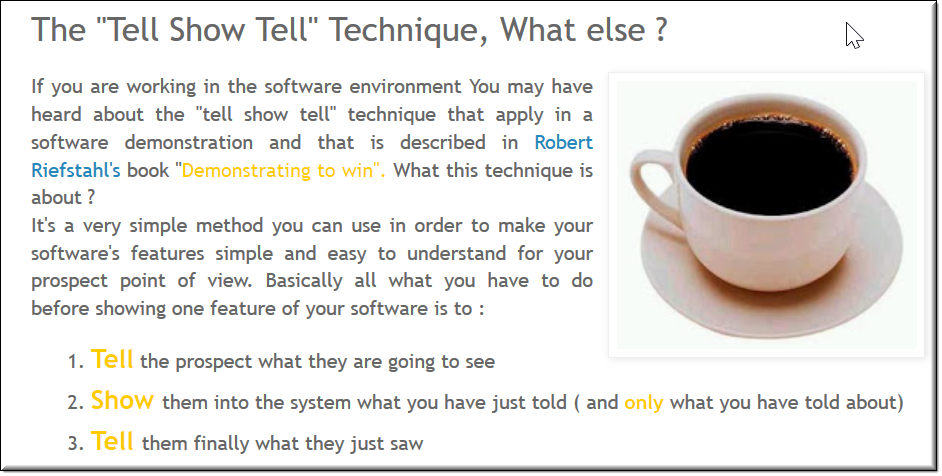 The "Tell Show Tell" Technique, What else ?
If you are working in the software environment You may have
heard about the "tell show tell" technique that apply in a
software demonstration and that is described in Robert
Riefstahl's book "Demonstrating to win". What this technique is
about ?
It's a very simple method you can use in order to make your
software's features simple and easy to understand for your
prospect point of view. Basically all what you have to do
before showing one feature of your software is to :
1. Tell the prospect what they are going to see
2. Show them into the system what you have just told ( and only what you have told about)
3. Tell them finally what they just saw